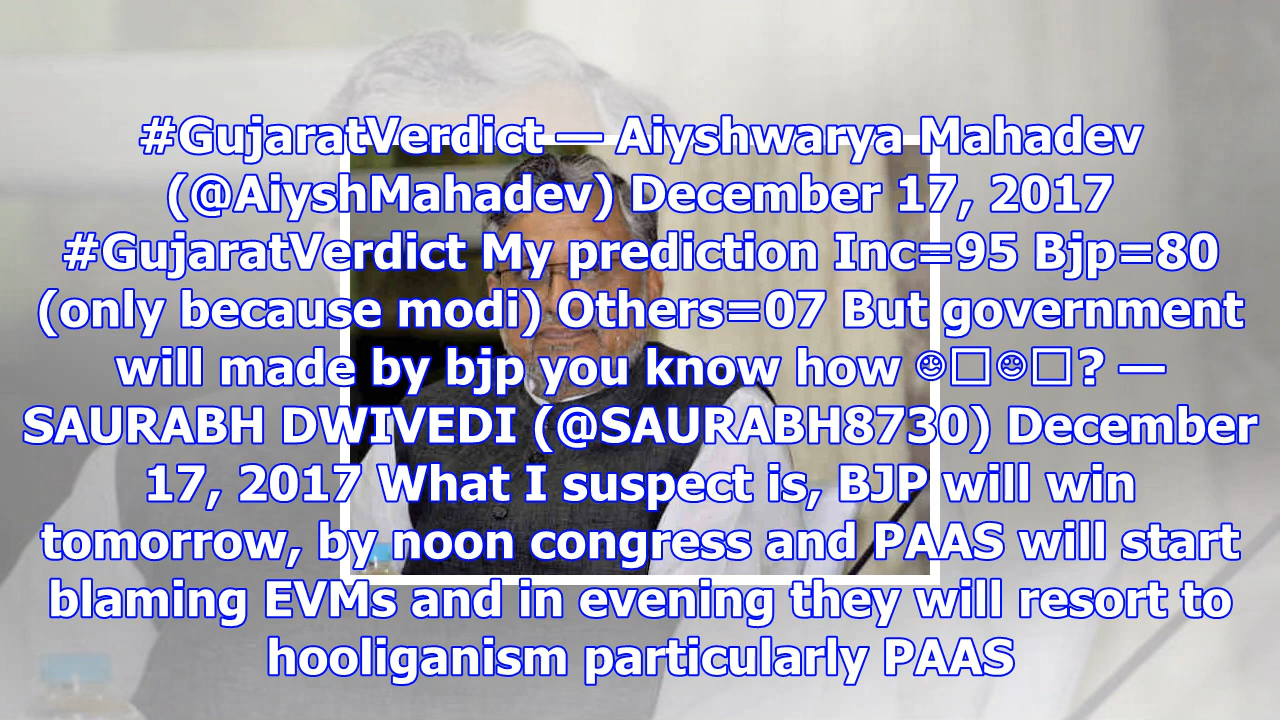 #GujaratVerdict — Aiyshwarya Mahadev
(@AiyshMahadev) December 17, 2017
#GujaratVerdict My prediction Inc=95 Bjp=80
(only because modi) Others=07 But government
will made by bjp you know how ☺□☺□? —
SAURABH DWIVEDI (@SAURABH8730) December
17, 2017 What I suspect is, BJP will win
tomorrow, by noon congress and PAAS will start
blaming EVMs and in evening they will resort to
hooliganism particularly PAAS